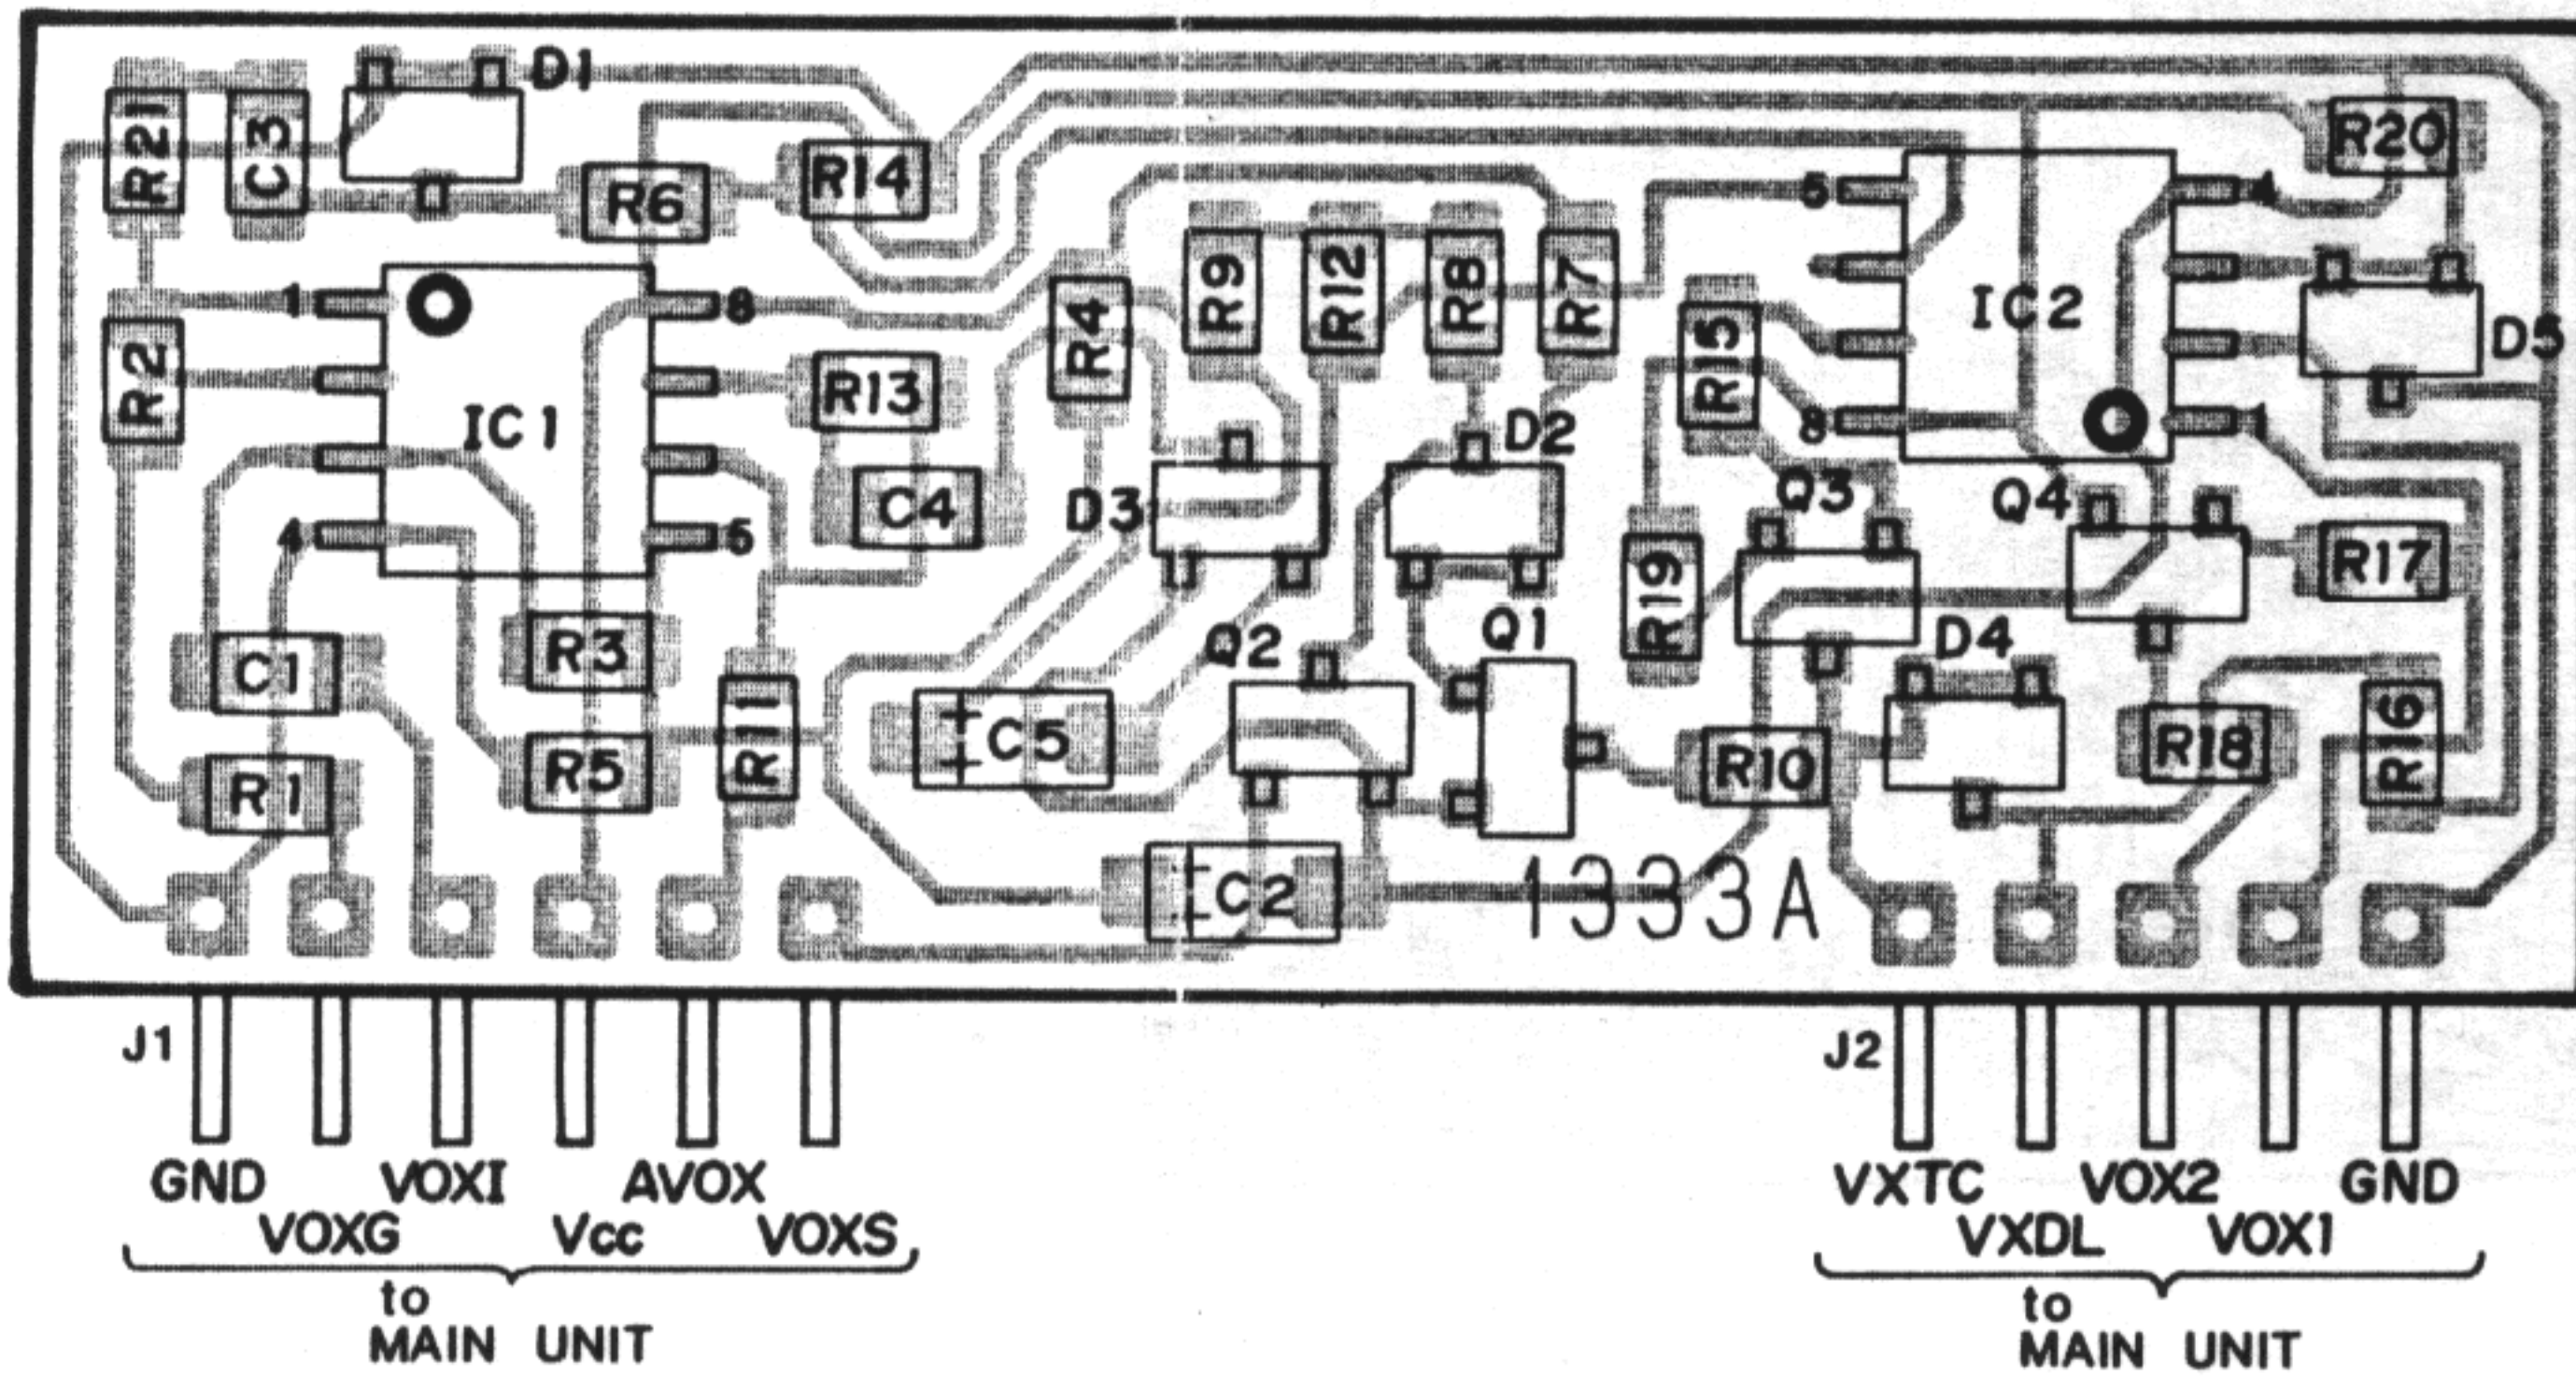 D1
R21
C3
R14
R20
R6
5
4
1
8
R4
R9
R12
R8
R7
R15
IC2
D5
R2
IC1
R13
8
1
D2
C4
D3
Q3
Q4
4
5
R19
R17
C1
R3
Q2
Q1
D4
R11
+
+
C5
R10
R18
R16
R1
R5
C2
1333A
J1
J2
GND VOXI AVOX
VOXG Vcc VOXS
to
MAIN UNIT
VXTC VOX2 GND
VXDL VOX1
to
MAIN UNIT